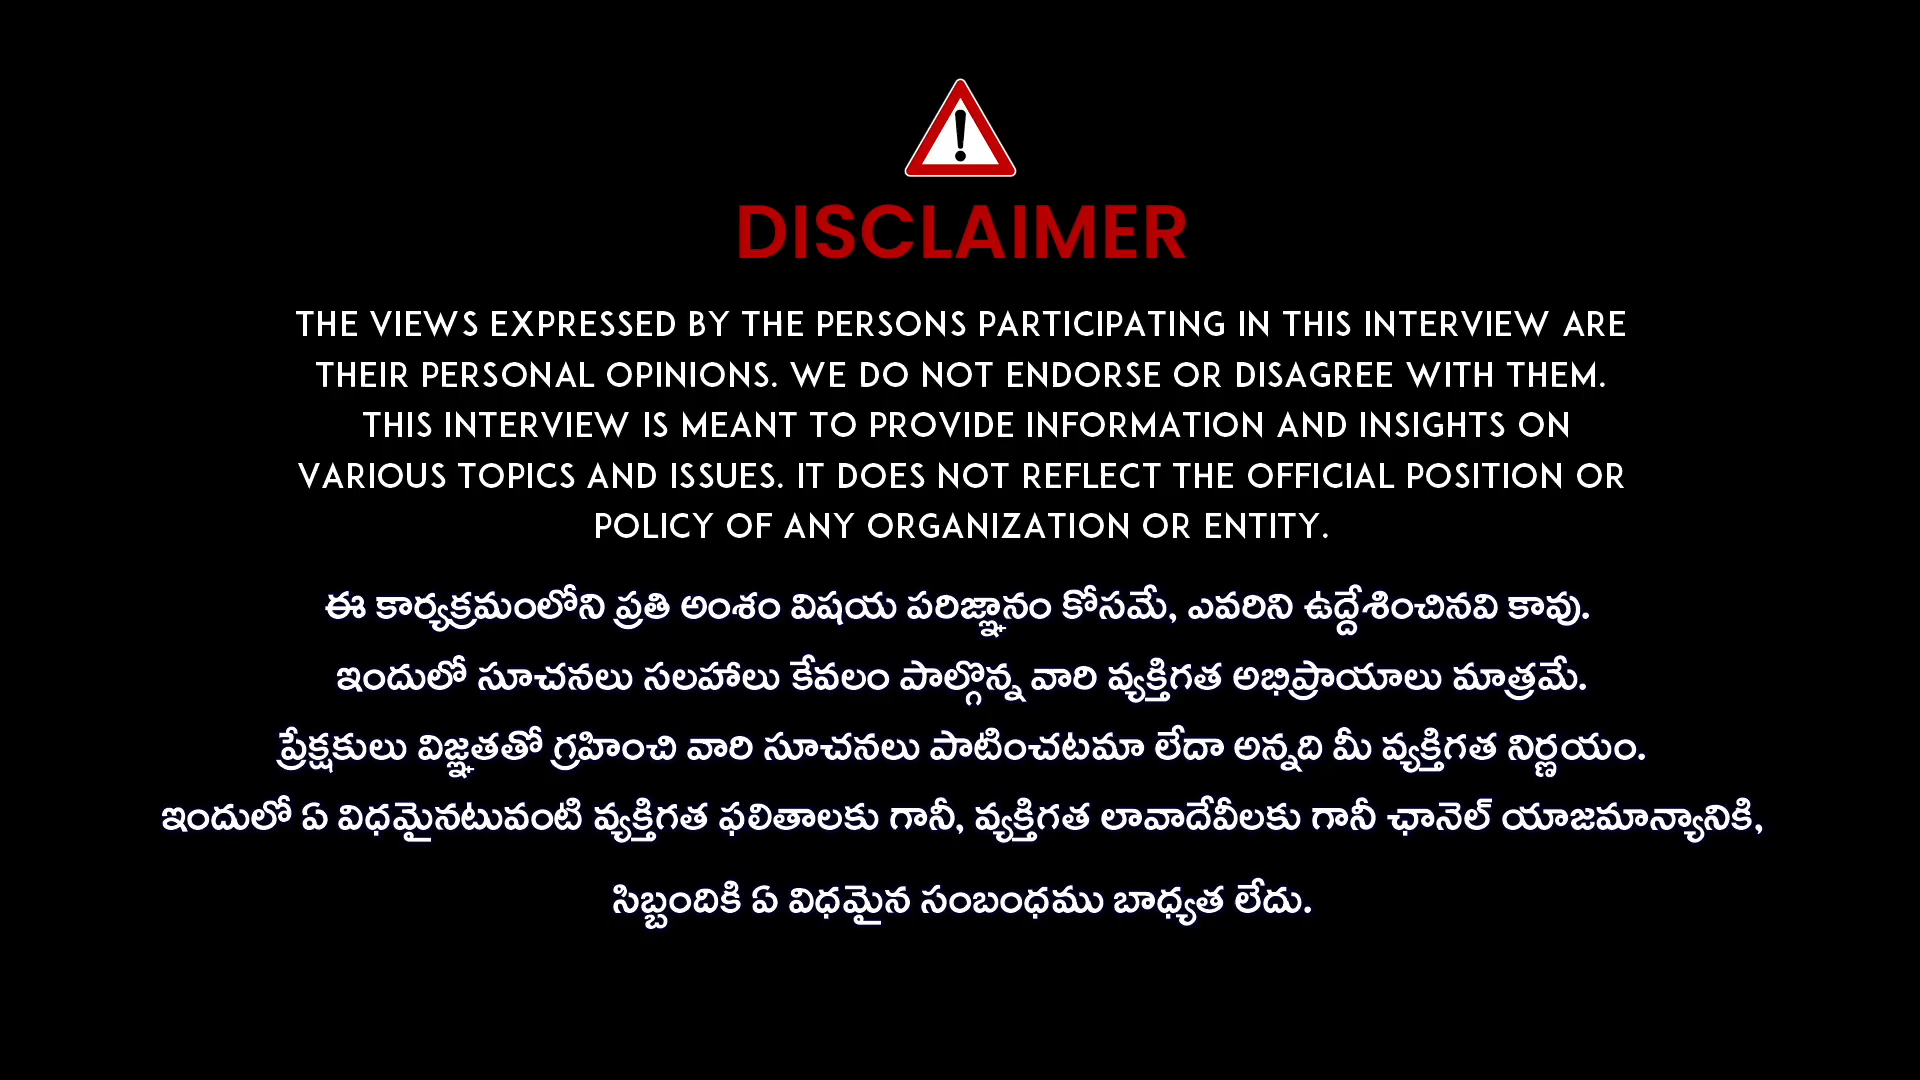 DISCLAIMER
THE VIEWS EXPRESSED BY THE PERSONS PARTICIPATING IN THIS INTERVIEW ARE
THEIR PERSONAL OPINIONS. WE DO NOT ENDORSE OR DISAGREE WITH THEM.
THIS INTERVIEW IS MEANT TO PROVIDE INFORMATION AND INSIGHTS ON
VARIOUS TOPICS AND ISSUES. IT DOES NOT REFLECT THE OFFICIAL POSITION OR
POLICY OF ANY ORGANIZATION OR ENTITY.
ఈ కార్యక్రమంలోని ప్రతి అంశం విషయ పరిజ్ఞానం కోసమే, ఎవరిని ఉద్దేశించినవి కావు.
ఇందులో సూచనలు సలహాలు కేవలం పాల్గొన్న వారి వ్యక్తిగత అభిప్రాయాలు మాత్రమే.
ప్రేక్షకులు విజ్ఞతతో గ్రహించి వారి సూచనలు పాటించటమా లేదా అన్నది మీ వ్యక్తిగత నిర్ణయం.
ఇందులో ఏ విధమైనటువంటి వ్యక్తిగత ఫలితాలకు గానీ, వ్యక్తిగత లావాదేవీలకు గానీ ఛానెల్ యాజమాన్యానికి,
సిబ్బందికి ఏ విధమైన సంబంధము బాధ్యత లేదు.